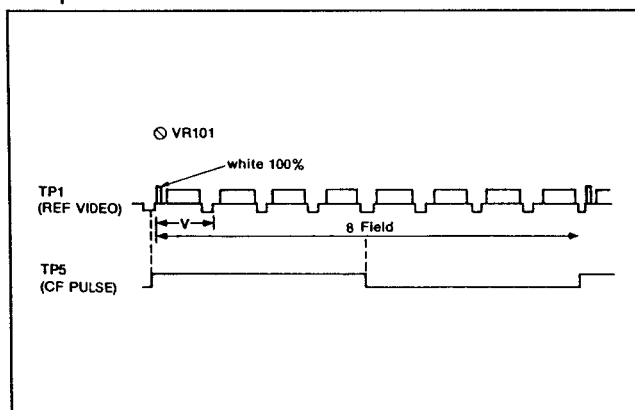 VR101
white 100%
TP1
(REF VIDEO)
V
8 Field
TP5
(CF PULSE)